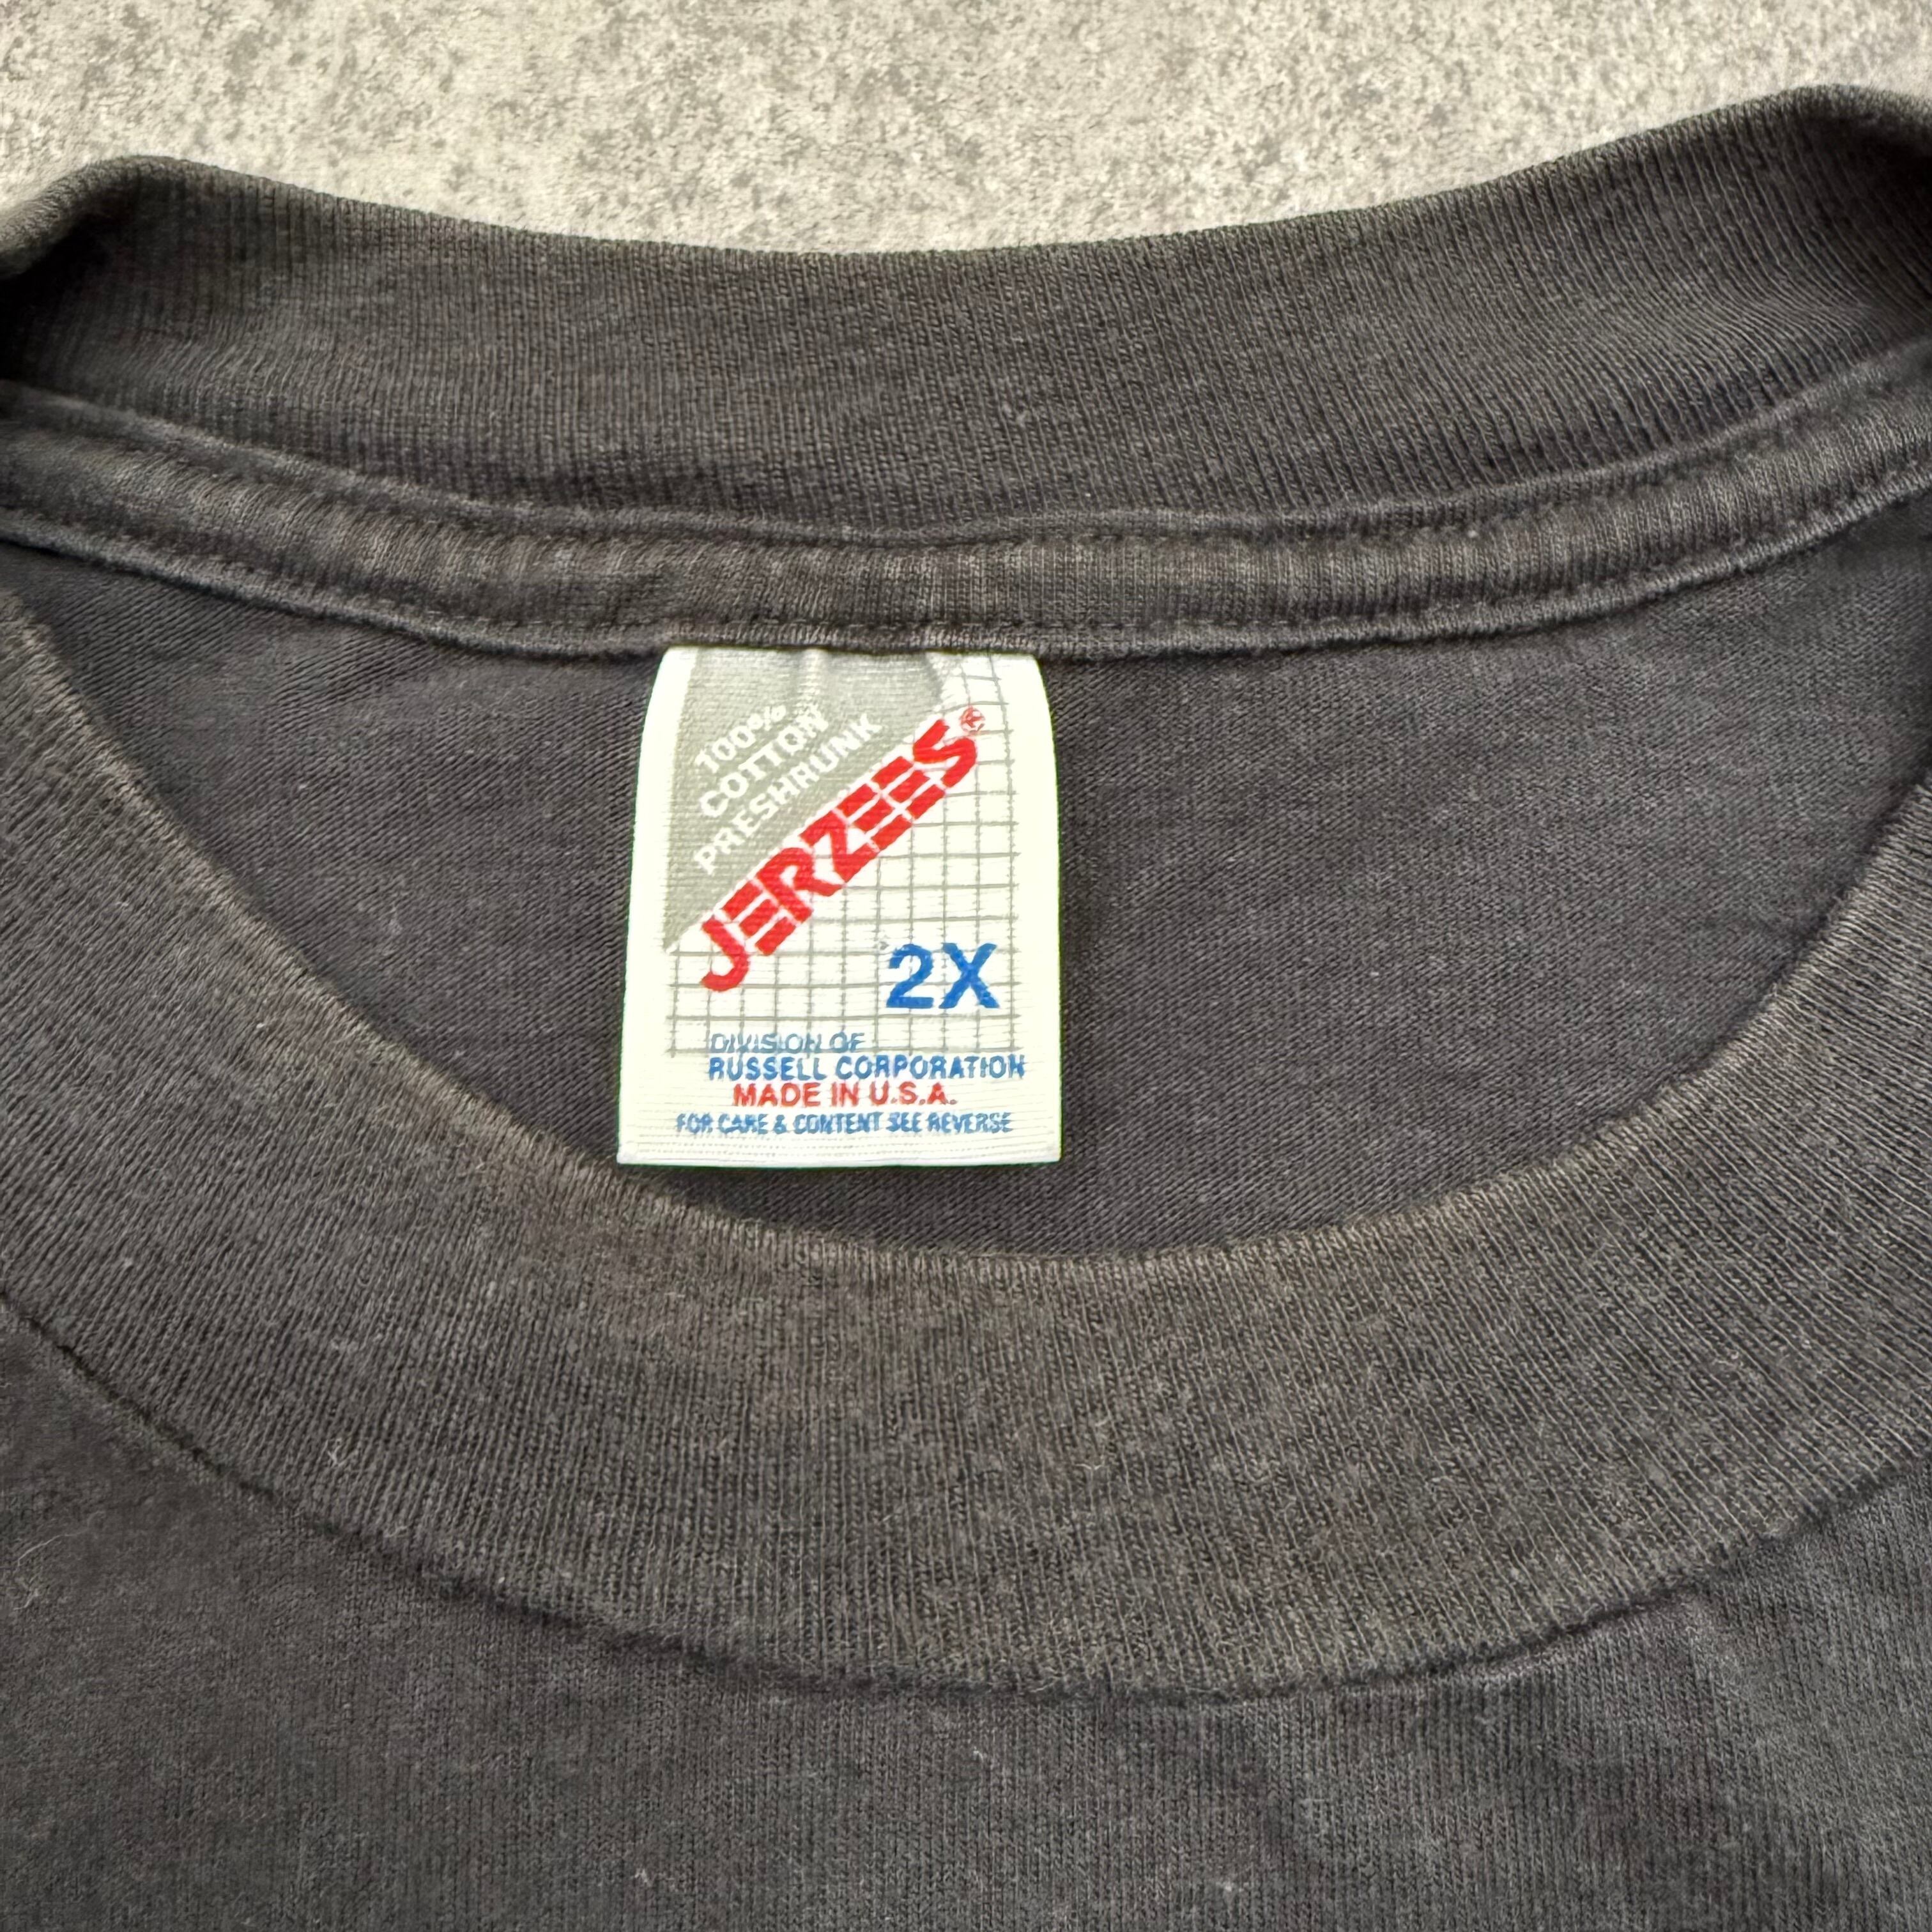 100%
COTTON
PRESHRUNK
JERZEES®
2X
DIVISION OF
RUSSELL CORPORATION
MADE IN U.S.A.
FOR CARE & CONTENT SEE REVERSE